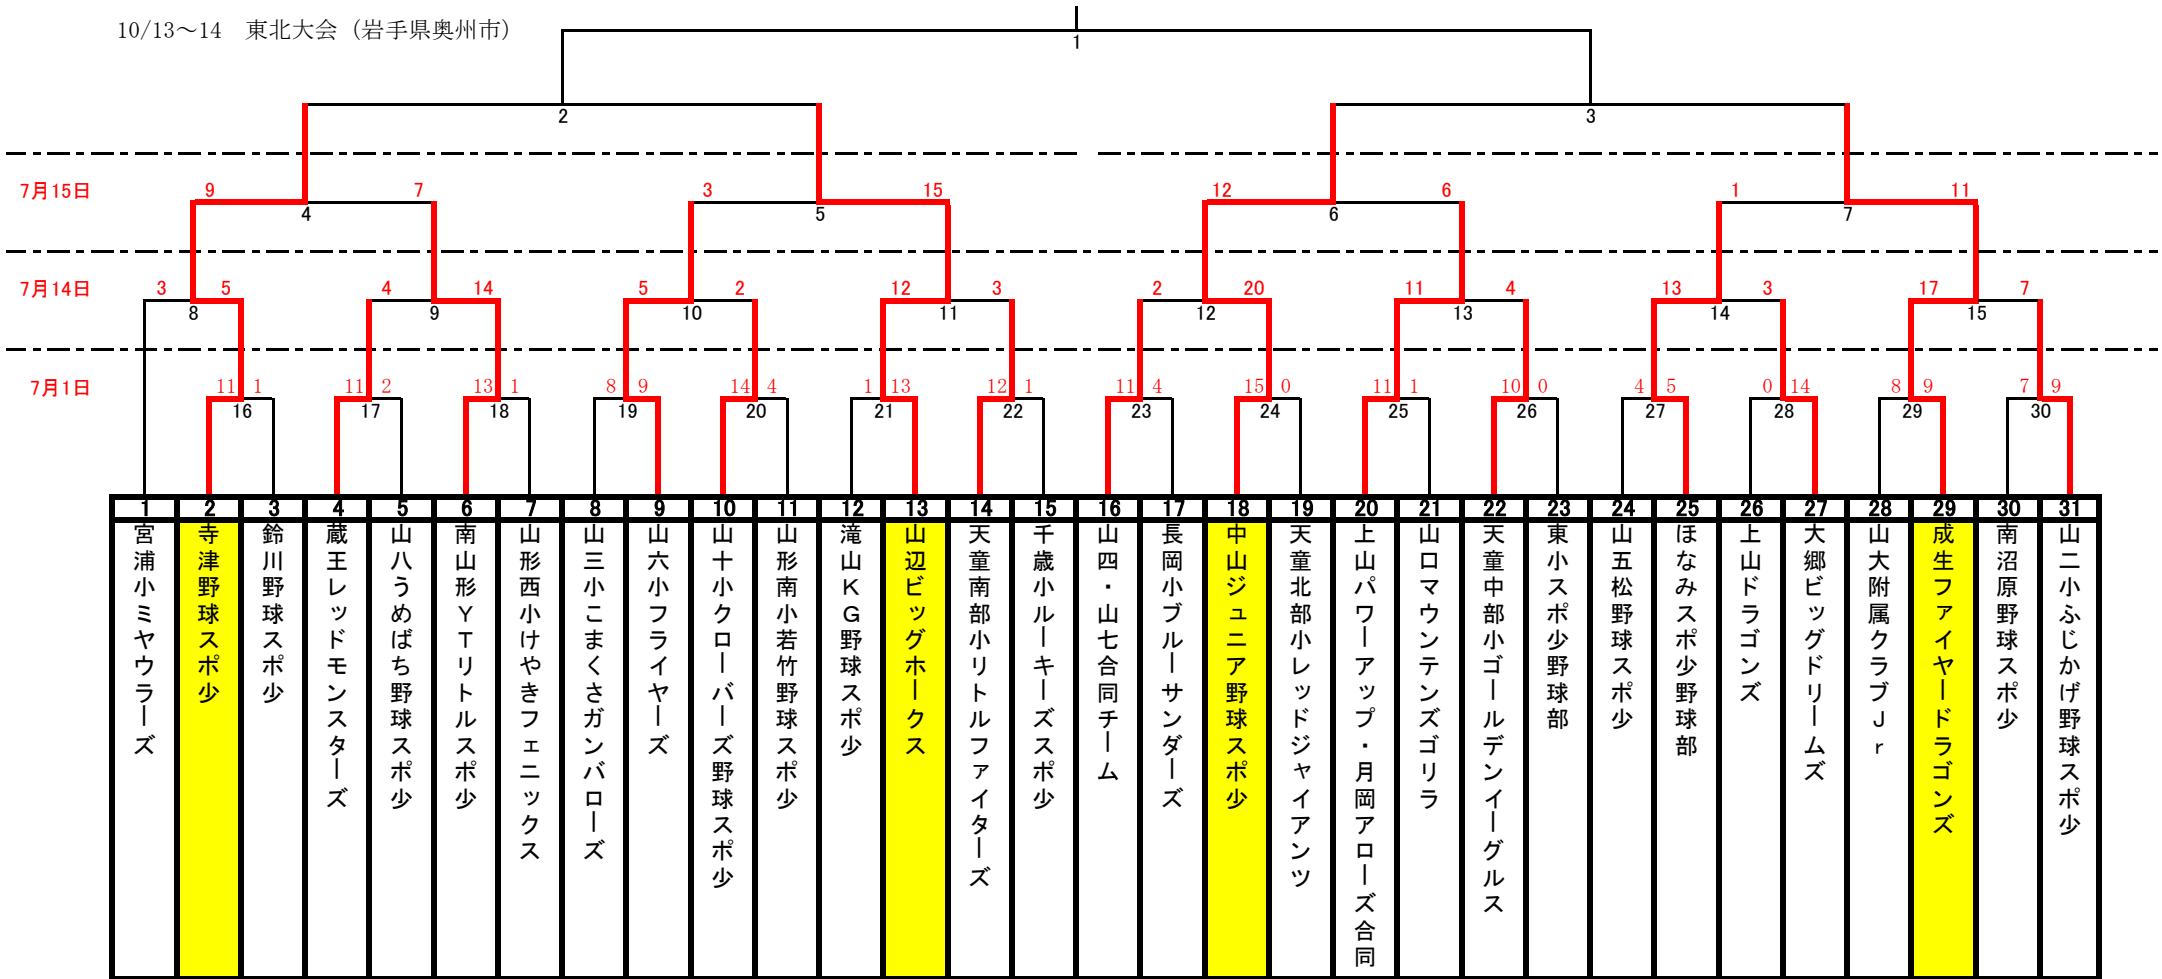 10/13～14　東北大会（岩手県奥州市）
1
2 3
7月15日 9 7 3 15 12 6 1 11
4 5 6 7
7月14日 3 5 4 14 5 2 12 3 2 20 11 4 13 3 17 7
8 9 10 11 12 13 14 15
7月1日 11 1 11 2 13 1 8 9 14 4 1 13 12 1 11 4 15 0 11 1 10 0 4 5 0 14 8 9 7 9
16 17 18 19 20 21 22 23 24 25 26 27 28 29 30
1 2 3 4 5 6 7 8 9 10 11 12 13 14 15 16 17 18 19 20 21 22 23 24 25 26 27 28 29 30 31
宮浦小ミヤウラーズ
寺津野球スポ少
鈴川野球スポ少
蔵王レッドモンスターズ
山八うめばち野球スポ少
南山形ＹＴリトルスポ少
山形西小けやきフェニックス
山三小こまくさガンバローズ
山六小フライヤーズ
山十小クローバーズ野球スポ少
山形南小若竹野球スポ少
滝山ＫＧ野球スポ少
山辺ビッグホークス
天童南部小リトルファイターズ
千歳小ルーキーズスポ少
山四・山七合同チーム
長岡小ブルーサンダーズ
中山ジュニア野球スポ少
天童北部小レッドジャイアンツ
上山パワーアップ・月岡アローズ合同
山口マウンテンズゴリラ
天童中部小ゴールデンイーグルス
東小スポ少野球部
山五松野球スポ少
ほなみスポ少野球部
上山ドラゴンズ
大郷ビッグドリームズ
山大附属クラブＪｒ
成生ファイヤードラゴンズ
南沼原野球スポ少
山二小ふじかげ野球スポ少